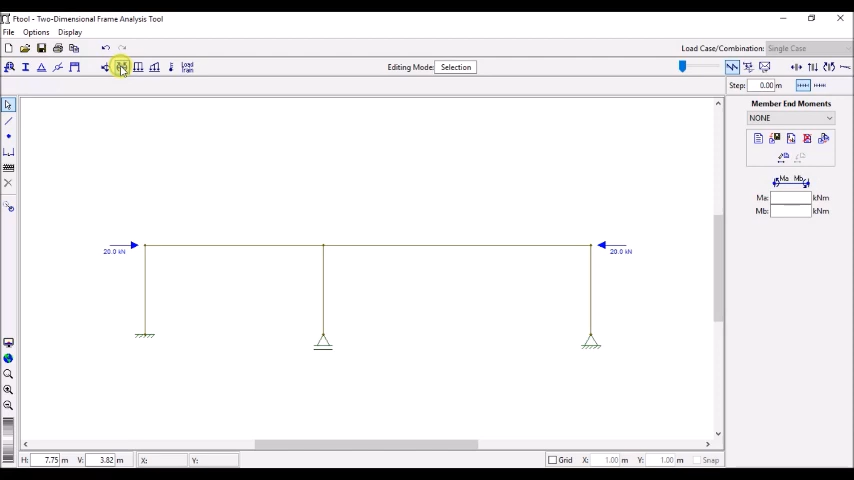 Ftool - Two-Dimensional Frame Analysis Tool
File Options Display
Load Case/Combination: Single Case
Load Train
Editing Mode: Selection
Step: 0.00 m
Member End Moments
NONE
Ma Mb
Ma: kNm
Mb: kNm
20.0 kN
20.0 kN
H: 7.75 m V: 3.82 m X: Y: Grid X: 1.00 m Y: 1.00 m Snap